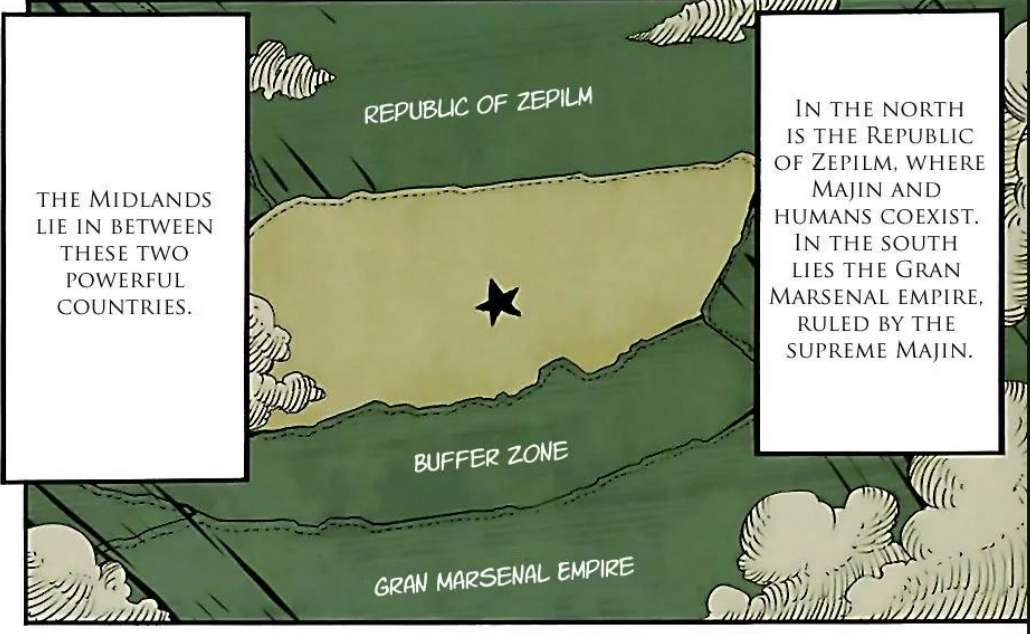 In the north
is the Republic
of Zepilm, where
Majin and
humans coexist.
In the south
lies the Gran
Marsenal empire,
ruled by the
supreme Majin.
REPUBLIC OF ZEPILM
BUFFER ZONE
GRAN MARSENAL EMPIRE
the Midlands
lie in between
these two
powerful
countries.